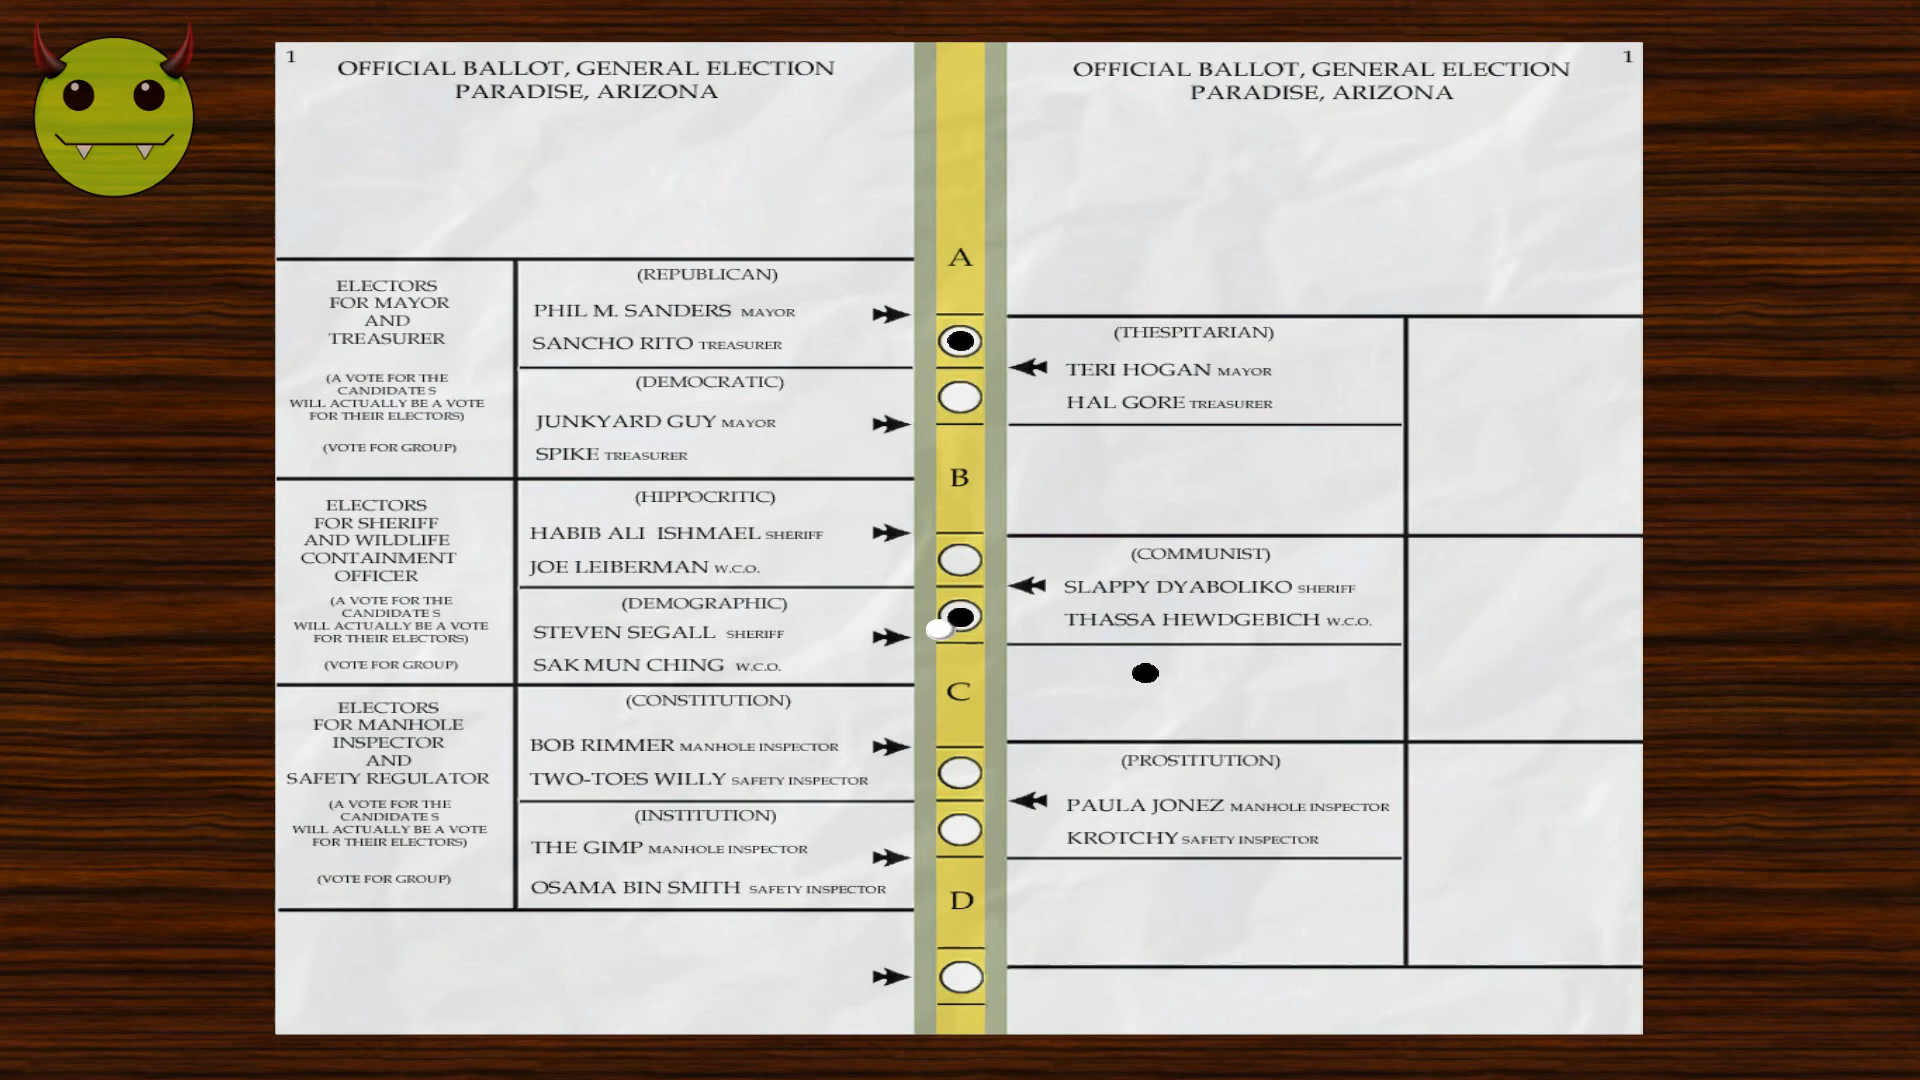 1
OFFICIAL BALLOT, GENERAL ELECTION
PARADISE, ARIZONA
ELECTORS
FOR MAYOR
AND
TREASURER
(A VOTE FOR THE
CANDIDATE S
WILL ACTUALLY BE A VOTE
FOR THEIR ELECTORS)
(VOTE FOR GROUP)
(REPUBLICAN)
PHIL M. SANDERS MAYOR
SANCHO RITO TREASURER
(DEMOCRATIC)
JUNKYARD GUY MAYOR
SPIKE TREASURER
ELECTORS
FOR SHERIFF
AND WILDLIFE
CONTAINMENT
OFFICER
(A VOTE FOR THE
CANDIDATE S
WILL ACTUALLY BE A VOTE
FOR THEIR ELECTORS)
(VOTE FOR GROUP)
(HIPPOCRITIC)
HABIB ALI ISHMAEL SHERIFF
JOE LEIBERMAN W.C.O.
(DEMOGRAPHIC)
STEVEN SEGALL SHERIFF
SAK MUN CHING W.C.O.
ELECTORS
FOR MANHOLE
INSPECTOR
AND
SAFETY REGULATOR
(A VOTE FOR THE
CANDIDATE S
WILL ACTUALLY BE A VOTE
FOR THEIR ELECTORS)
(VOTE FOR GROUP)
(CONSTITUTION)
BOB RIMMER MANHOLE INSPECTOR
TWO-TOES WILLY SAFETY INSPECTOR
(INSTITUTION)
THE GIMP MANHOLE INSPECTOR
OSAMA BIN SMITH SAFETY INSPECTOR
A
B
C
D
1
OFFICIAL BALLOT, GENERAL ELECTION
PARADISE, ARIZONA
(THESPITARIAN)
TERI HOGAN MAYOR
HAL GORE TREASURER
(COMMUNIST)
SLAPPY DYABOLIKO SHERIFF
THASSA HEWDGEBICH W.C.O.
(PROSTITUTION)
PAULA JONEZ MANHOLE INSPECTOR
KROTCHY SAFETY INSPECTOR